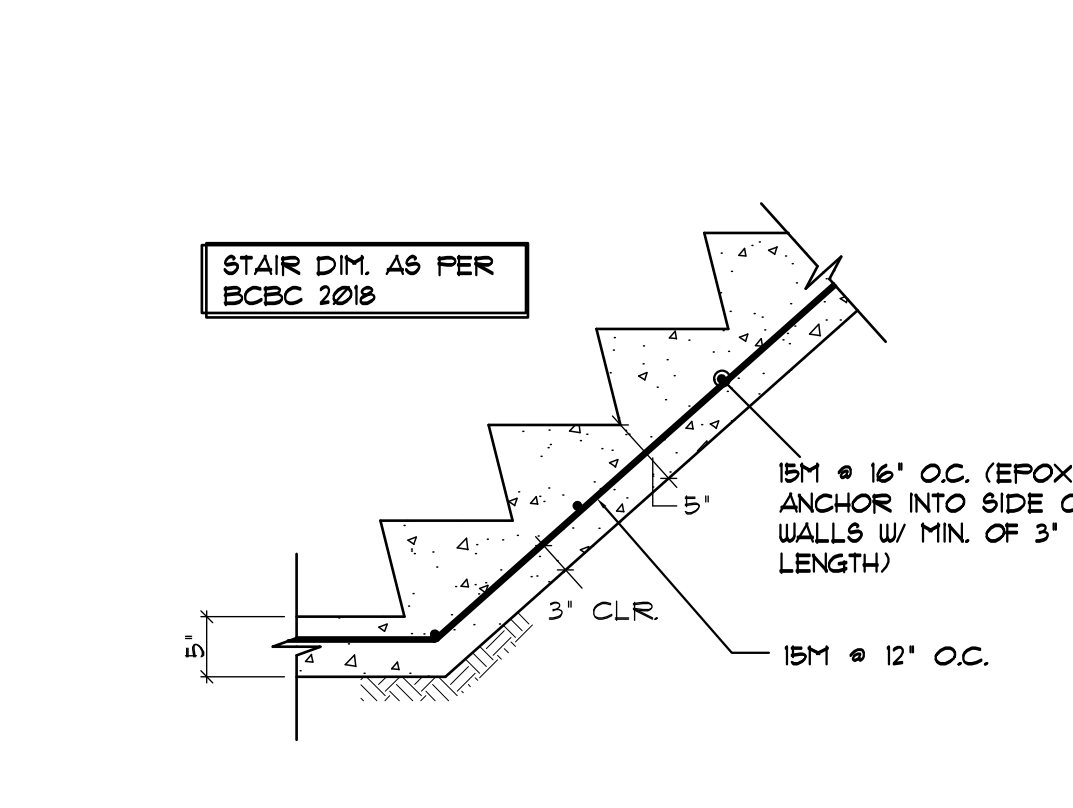 STAIR DIM. AS PER
BCBC 2018
15M @ 16" O.C. (EPOX
ANCHOR INTO SIDE
WALLS W/ MIN. OF 3"
LENGTH)
5"
3" CLR.
5"
15M @ 12" O.C.